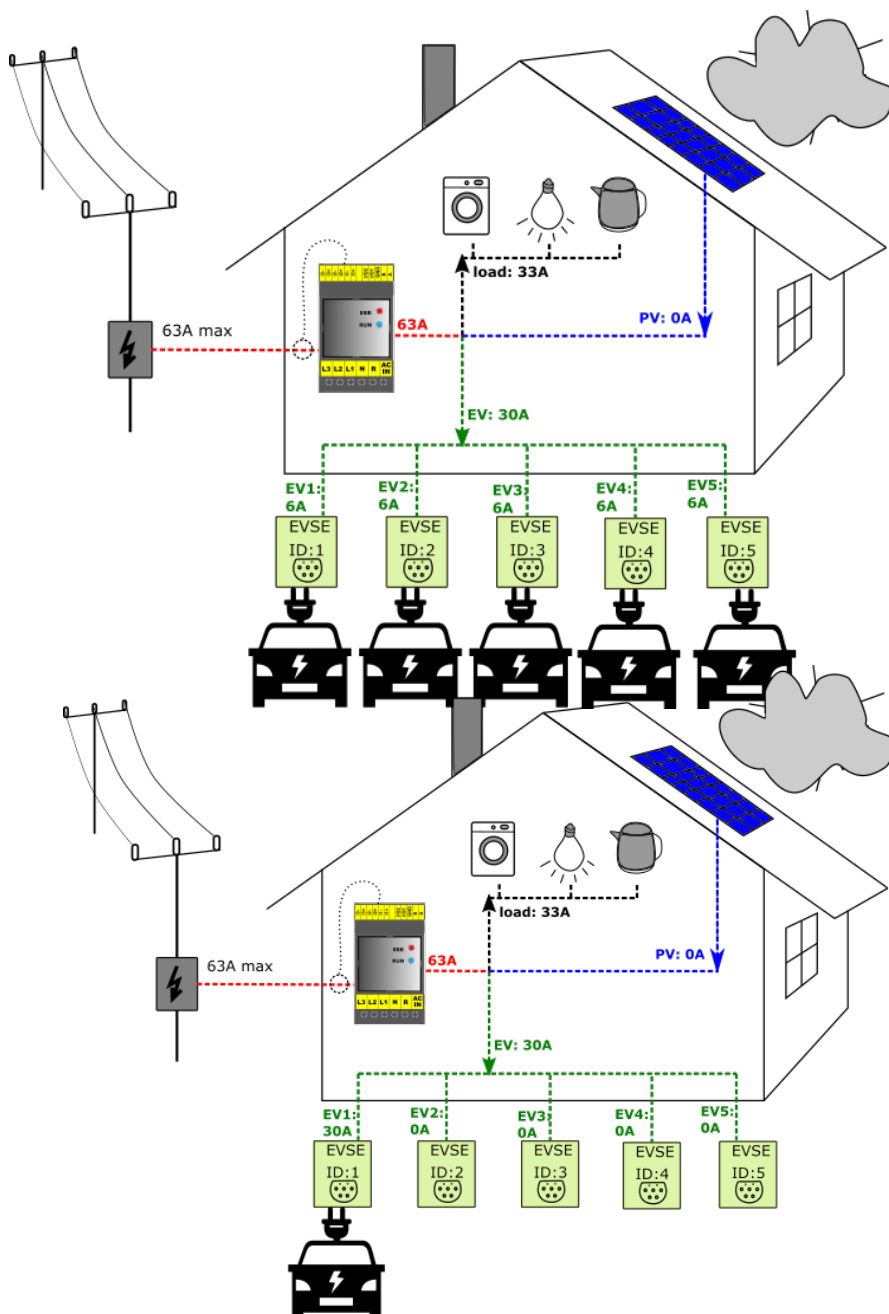 load: 33A
63A max
ERR
RUN
63A
PV: 0A
L3 L2 L1 N R AC IN
EV: 30A
EV1: 6A
EV2: 6A
EV3: 6A
EV4: 6A
EV5: 6A
EVSE ID:1
EVSE ID:2
EVSE ID:3
EVSE ID:4
EVSE ID:5
load: 33A
63A max
ERR
RUN
63A
PV: 0A
L3 L2 L1 N R AC IN
EV: 30A
EV1: 30A
EV2: 0A
EV3: 0A
EV4: 0A
EV5: 0A
EVSE ID:1
EVSE ID:2
EVSE ID:3
EVSE ID:4
EVSE ID:5